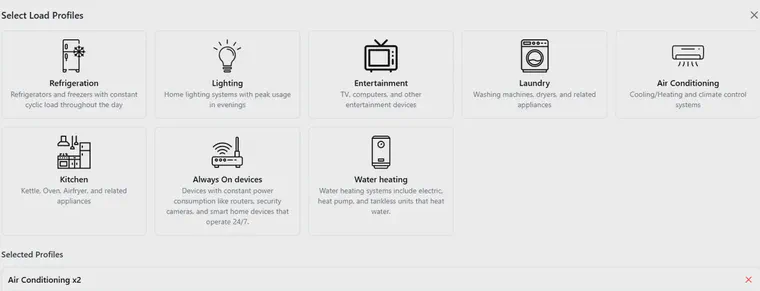 Select Load Profiles
Refrigeration
Refrigerators and freezers with constant
cyclic load throughout the day
Lighting
Home lighting systems with peak usage
in evenings
Entertainment
TV, computers, and other
entertainment devices
Laundry
Washing machines, dryers, and related
appliances
Air Conditioning
Cooling/Heating and climate control
systems
Kitchen
Kettle, Oven, Airfryer, and related
appliances
Always On devices
Devices with constant power
consumption like routers, security
cameras, and smart home devices that
operate 24/7.
Water heating
Water heating systems include electric,
heat pump, and tankless units that heat
water.
Selected Profiles
Air Conditioning x2